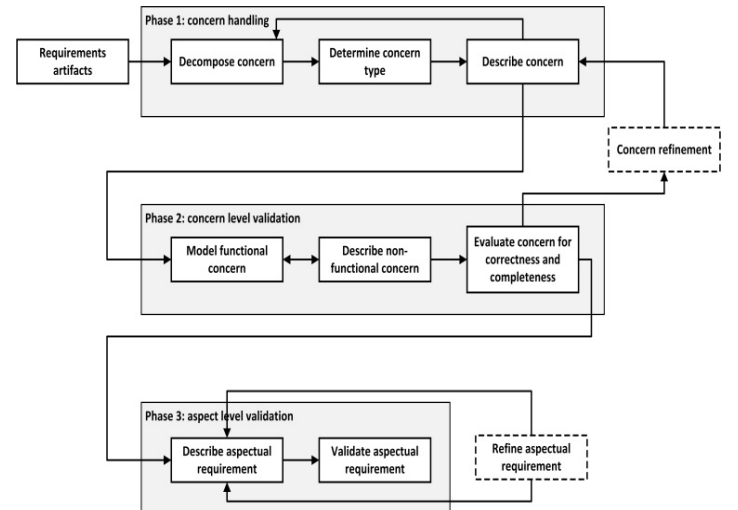 Phase 1: concern handling
Requirements
artifacts
Decompose concern
Determine concern
type
Describe concern
Concern refinement
Phase 2: concern level validation
Model functional
concern
Describe non-
functional concern
Evaluate concern for
correctness and
completeness
Phase 3: aspect level validation
Describe aspectual
requirement
Validate aspectual
requirement
Refine aspectual
requirement